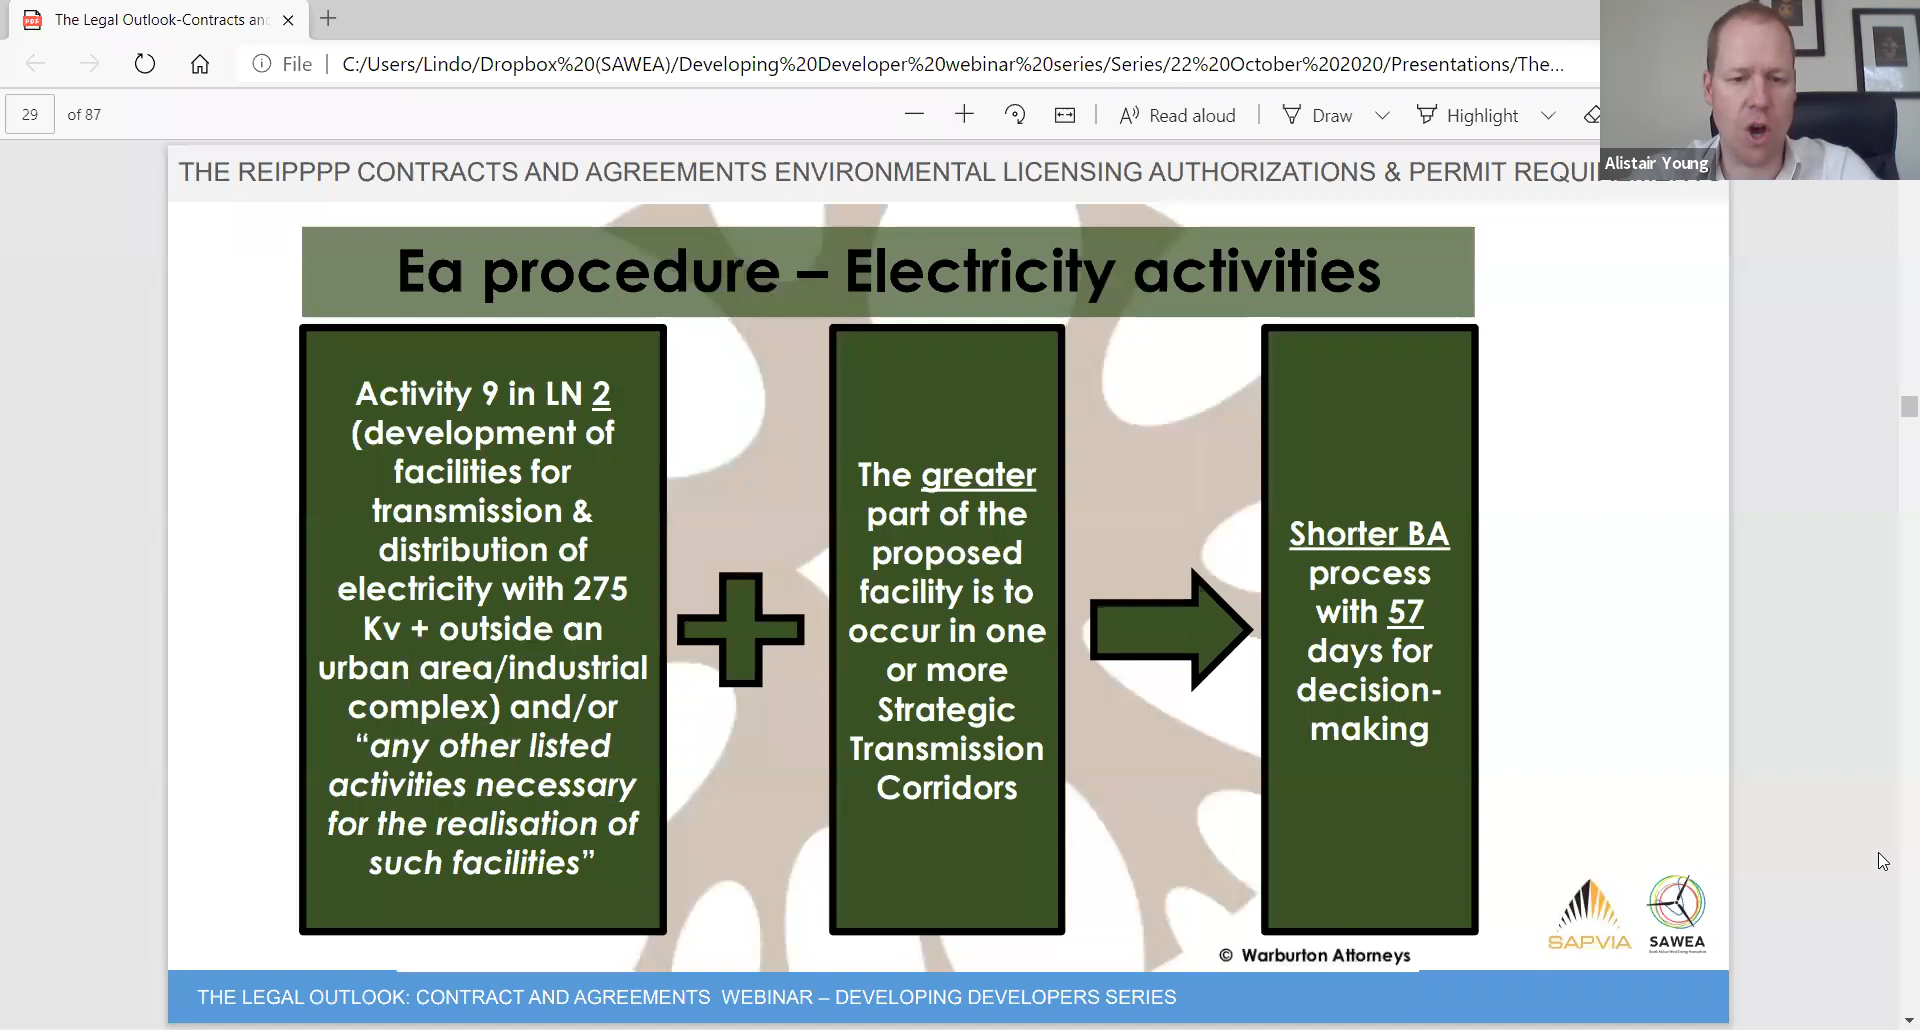 The Legal Outlook-Contracts and
File
C:/Users/Lindo/Dropbox%20(SAWEA)/Developing%20Developer%20webinar%20series/Series/22%20October%202020/Presentations/The...
29 of 87
Read aloud
Draw
Highlight
Alistair Young
THE REIPPPP CONTRACTS AND AGREEMENTS ENVIRONMENTAL LICENSING AUTHORIZATIONS & PERMIT REQUIREMENTS
Ea procedure – Electricity activities
Activity 9 in LN 2
(development of
facilities for
transmission &
distribution of
electricity with 275
Kv + outside an
urban area/industrial
complex) and/or
“any other listed
activities necessary
for the realisation of
such facilities”
The greater
part of the
proposed
facility is to
occur in one
or more
Strategic
Transmission
Corridors
Shorter BA
process
with 57
days for
decision-
making
SAPVIA
SAWEA
© Warburton Attorneys
THE LEGAL OUTLOOK: CONTRACT AND AGREEMENTS WEBINAR – DEVELOPING DEVELOPERS SERIES